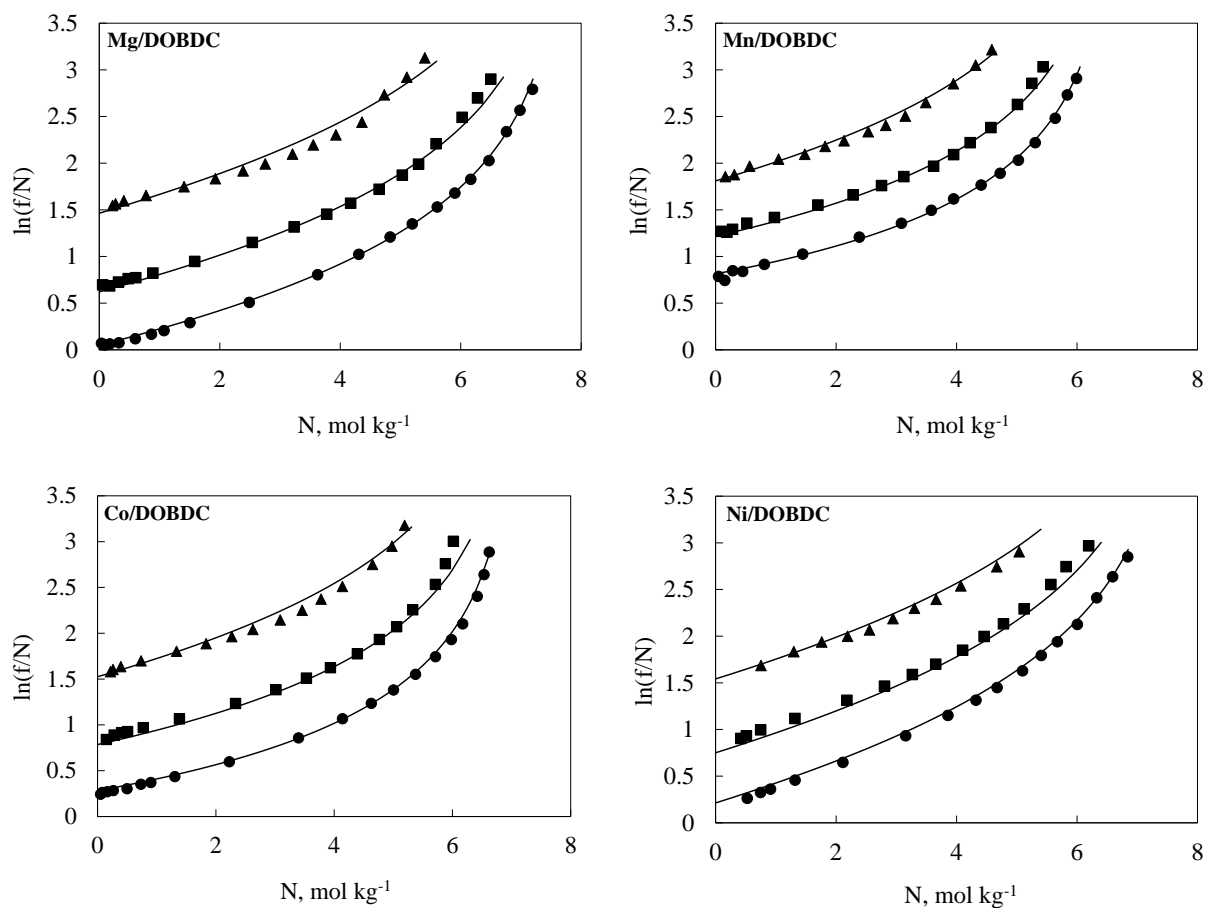 3.5
Mg/DOBDC
3
2.5
2
1.5
1
0.5
0
ln(f/N)
0 2 4 6 8
N, mol kg-1
3.5
Mn/DOBDC
3
2.5
2
1.5
1
0.5
0
ln(f/N)
0 2 4 6 8
N, mol kg-1
3.5
Co/DOBDC
3
2.5
2
1.5
1
0.5
0
ln(f/N)
0 2 4 6 8
N, mol kg-1
3.5
Ni/DOBDC
3
2.5
2
1.5
1
0.5
0
ln(f/N)
0 2 4 6 8
N, mol kg-1